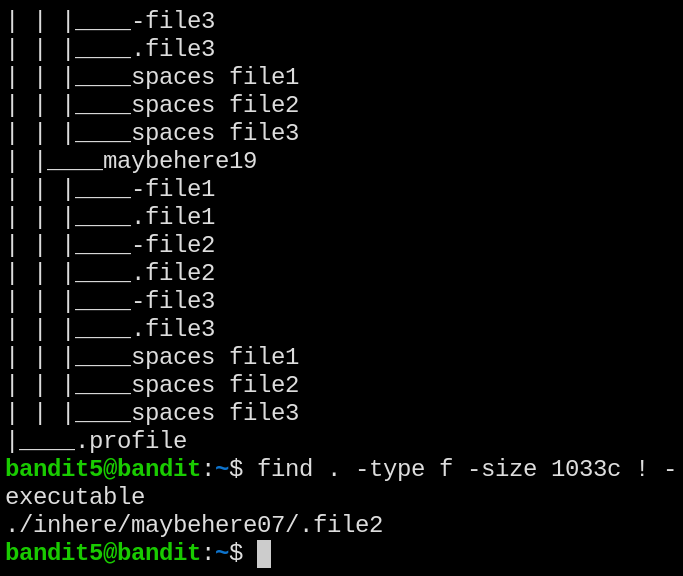 | | |____-file3
| | |____.file3
| | |____spaces file1
| | |____spaces file2
| | |____spaces file3
| |____maybehere19
| | |____-file1
| | |____.file1
| | |____-file2
| | |____.file2
| | |____-file3
| | |____.file3
| | |____spaces file1
| | |____spaces file2
| | |____spaces file3
|____.profile
bandit5@bandit:~$ find . -type f -size 1033c ! -
executable
./inhere/maybehere07/.file2
bandit5@bandit:~$